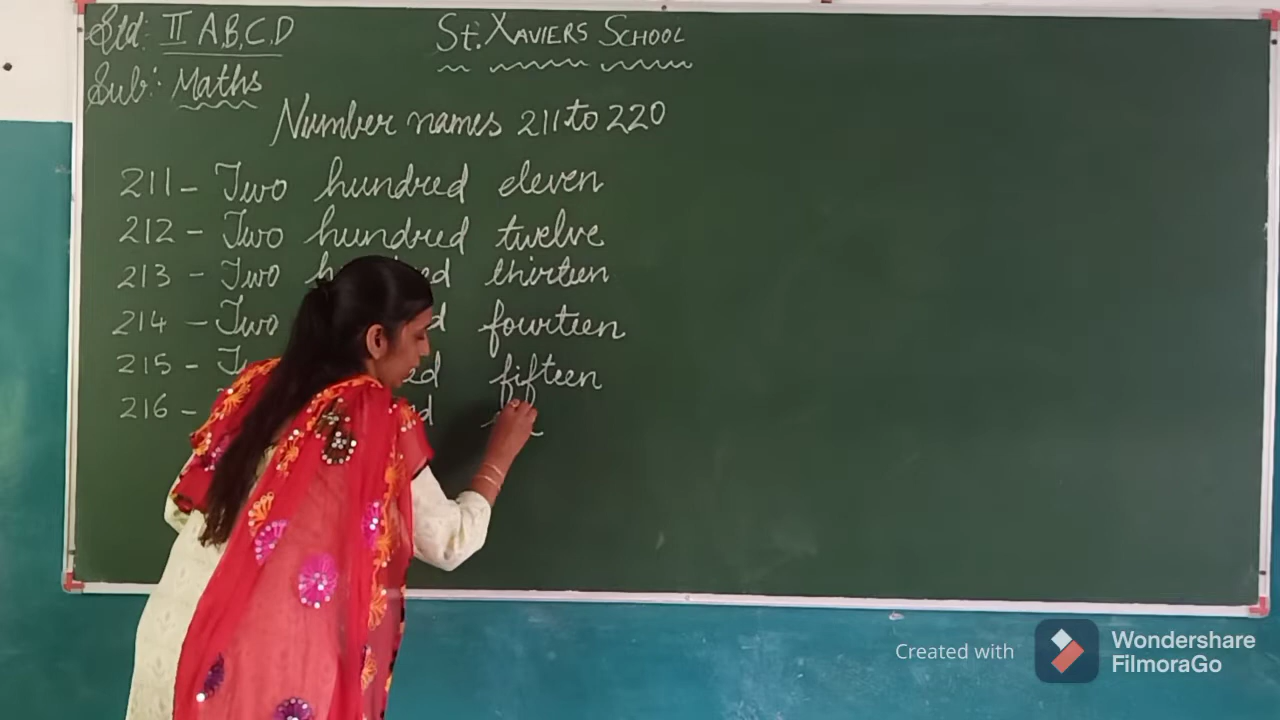 Std: II A,B,C,D
St. XAVIERS SCHOOL
Sub: Maths
Number names 211 to 220
211 - Two hundred eleven
212 - Two hundred twelve
213 - Two thirteen
214 - Two fourteen
215 - fifteen
216 -
Created with Wondershare FilmoraGo